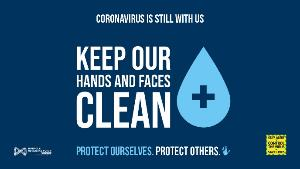 CORONAVIRUS IS STILL WITH US
KEEP OUR
HANDS AND FACES
CLEAN
PROTECT OURSELVES. PROTECT OTHERS.